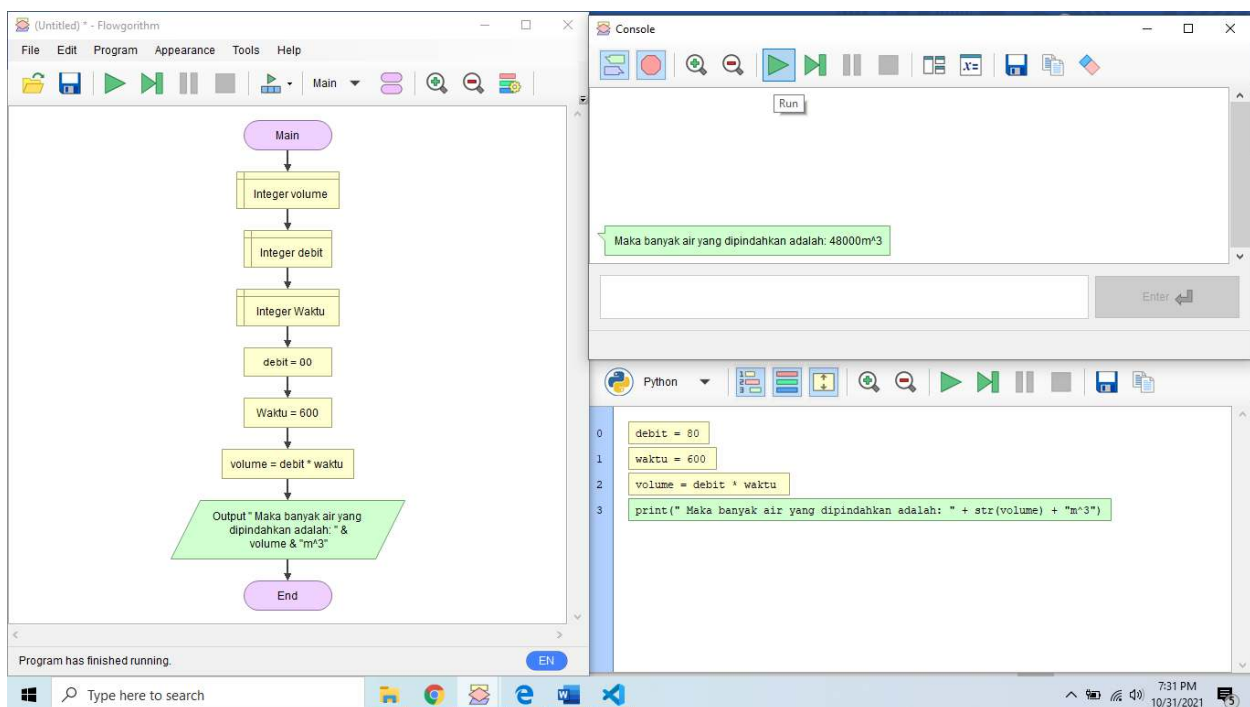 (Untitled) * - Flowgorithm
File Edit Program Appearance Tools Help
Main
Main
Integer volume
Integer debit
Integer Waktu
debit = 00
Waktu = 600
volume = debit * waktu
Output " Maka banyak air yang
dipindahkan adalah: " &
volume & "m^3"
End
Program has finished running.
EN
Console
x=
Run
Maka banyak air yang dipindahkan adalah: 48000m^3
Enter
Python
0 debit = 80
1 waktu = 600
2 volume = debit * waktu
3 print(" Maka banyak air yang dipindahkan adalah: " + str(volume) + "m^3")
Type here to search
7:31 PM
10/31/2021
5